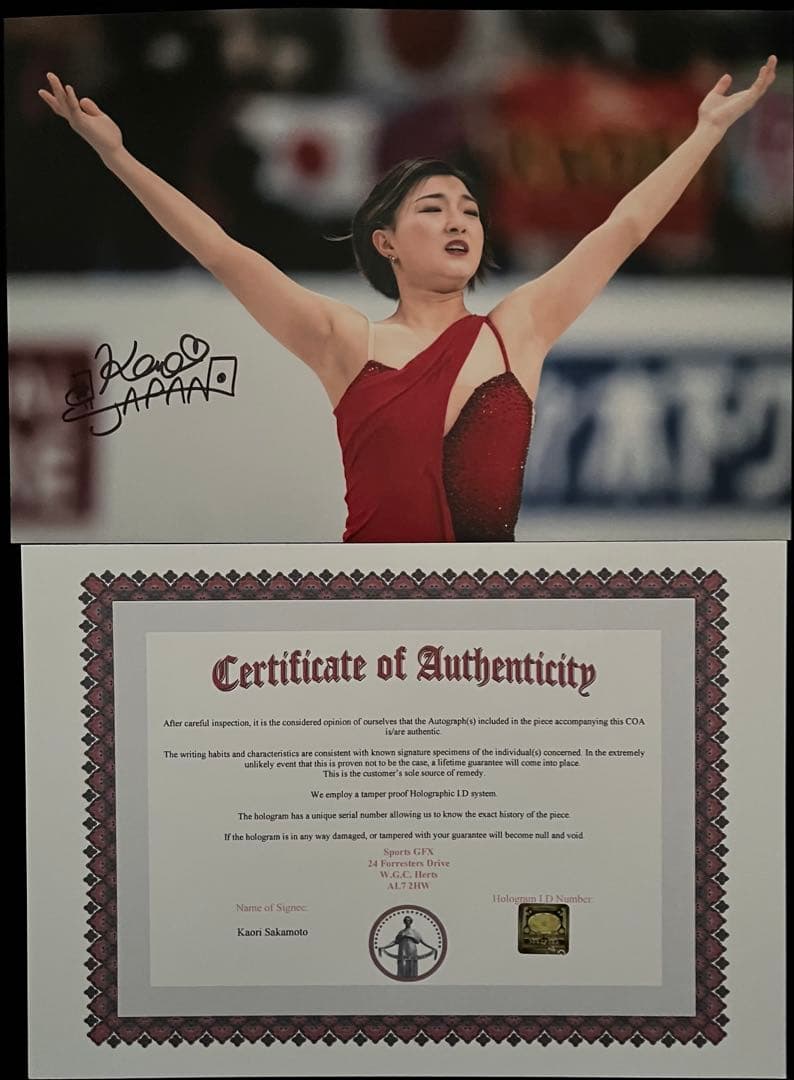 Kaori
JAPAN
木下グ
Certificate of Authenticity
After careful inspection, it is the considered opinion of ourselves that the Autograph(s) included in the piece accompanying this COA
is/are authentic.
The writing habits and characteristics are consistent with known signature specimens of the individual(s) concerned. In the extremely
unlikely event that this is proven not to be the case, a lifetime guarantee will come into place.
This is the customer's sole source of remedy.
We employ a tamper proof Holographic I.D system.
The hologram has a unique serial number allowing us to know the exact history of the piece.
If the hologram is in any way damaged, or tampered with your guarantee will become null and void.
Sports GFX
24 Forresters Drive
W.G.C, Herts
AL7 2HW
Name of Signee:
Hologram I.D Number:
Kaori Sakamoto